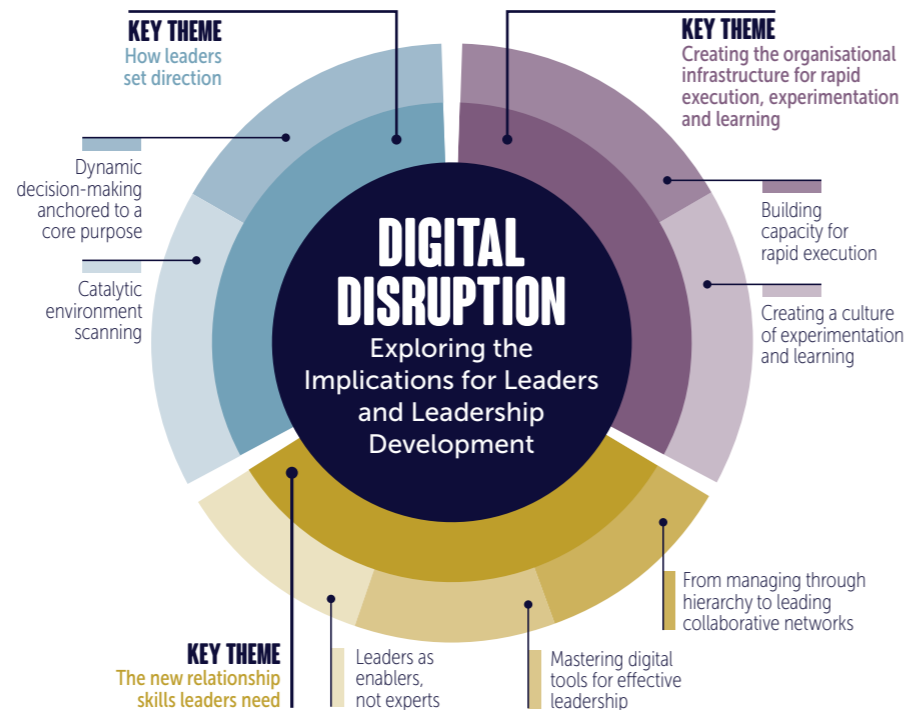 KEY THEME
How leaders
set direction
KEY THEME
Creating the organisational
infrastructure for rapid
execution, experimentation
and learning
Dynamic
decision-making
anchored to a
core purpose
Catalytic
environment
scanning
DIGITAL
DISRUPTION
Exploring the
Implications for Leaders
and Leadership
Development
Building
capacity for
rapid execution
Creating a culture
of experimentation
and learning
KEY THEME
The new relationship
skills leaders need
Leaders as
enablers,
not experts
Mastering digital
tools for effective
leadership
From managing through
hierarchy to leading
collaborative networks